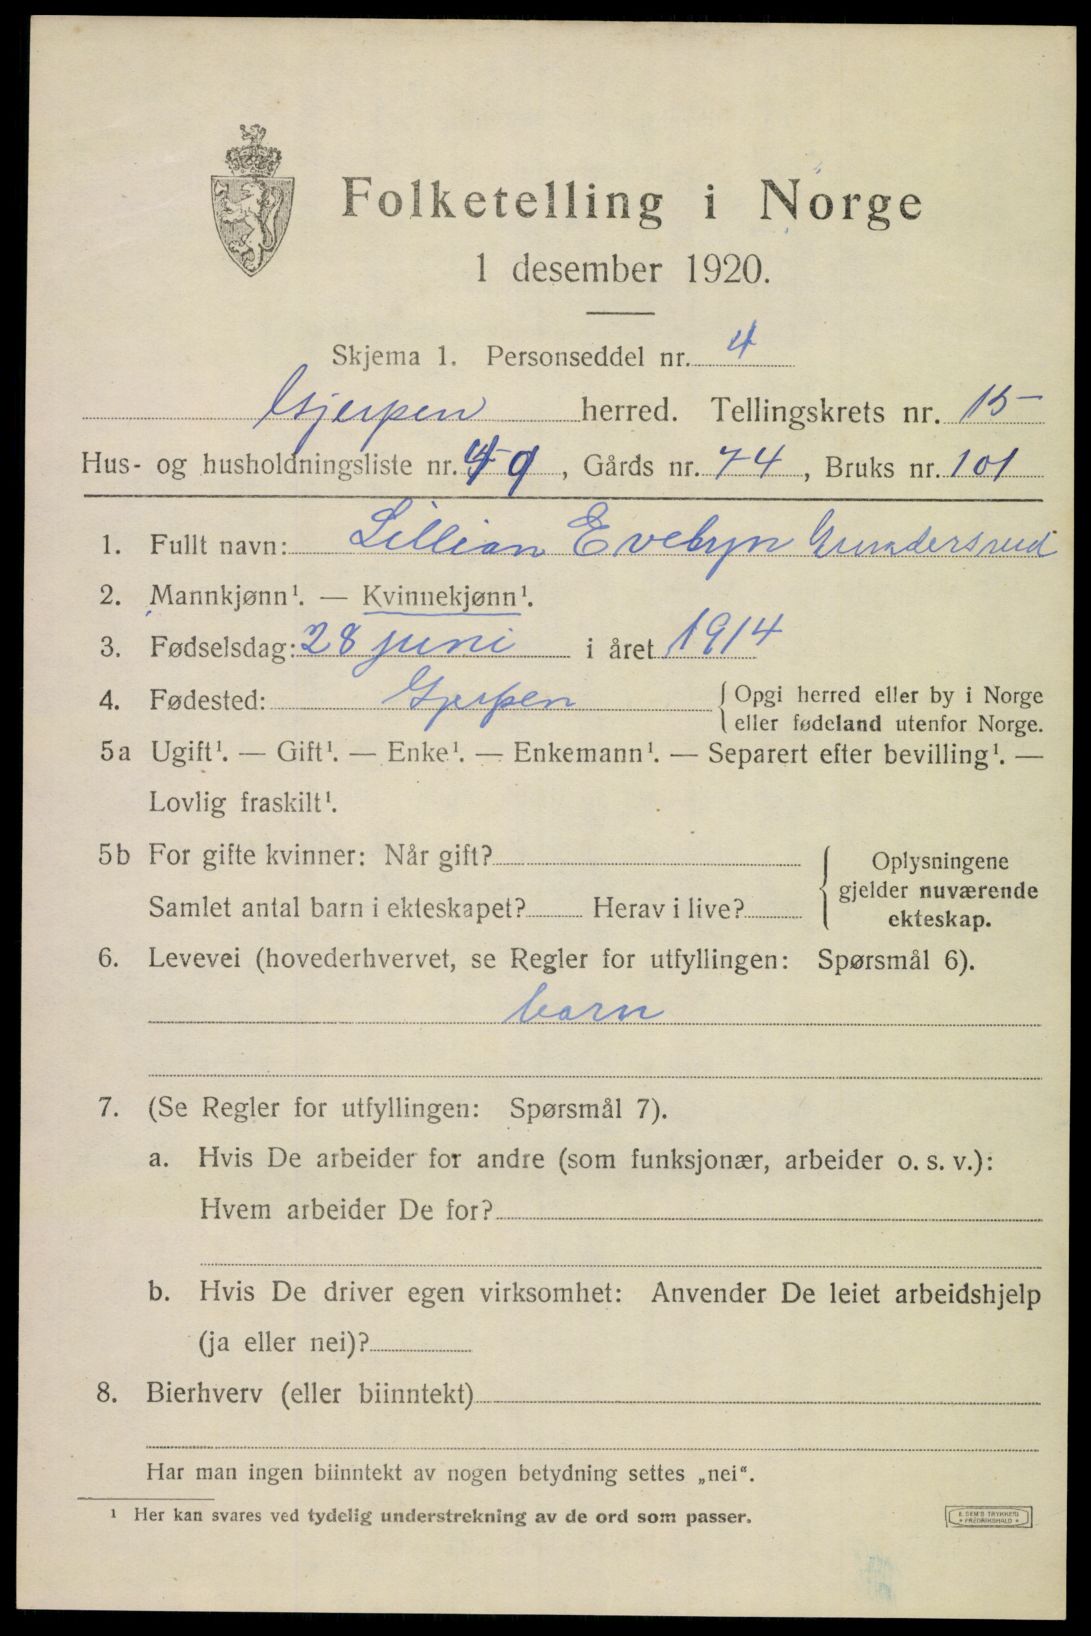 Folketelling i Norge
1 desember 1920.
Skjema 1. Personseddel nr. 4
Gjerpen herred. Tellingskrets nr. 15
Hus- og husholdningsliste nr. , Gårds nr. 74, Bruks nr. 101
1. Fullt navn: Lillian Evelyn Gundersrud
2. Mannkjønn¹. — Kvinnekjønn¹.
3. Fødselsdag: 28 juni i året 1914
4. Fødested: Gjerpen { Opgi herred eller by i Norge
eller fødeland utenfor Norge.
5a Ugift¹. — Gift¹. — Enke¹. — Enkemann¹. — Separert efter bevilling¹. —
Lovlig fraskilt¹.
5b For gifte kvinner: Når gift?
Samlet antal barn i ekteskapet? Herav i live?
{ Oplysningene
gjelder nuværende
ekteskap.
6. Levevei (hovederhvervet, se Regler for utfyllingen: Spørsmål 6).
barn
7. (Se Regler for utfyllingen: Spørsmål 7).
a. Hvis De arbeider for andre (som funksjonær, arbeider o. s. v.):
Hvem arbeider De for?
b. Hvis De driver egen virksomhet: Anvender De leiet arbeidshjelp
(ja eller nei)?
8. Bierhverv (eller biinntekt)
Har man ingen biinntekt av nogen betydning settes „nei“.
¹ Her kan svares ved tydelig understrekning av de ord som passer.
E. SEM'S TRYKKERI
FREDRIKSHALD